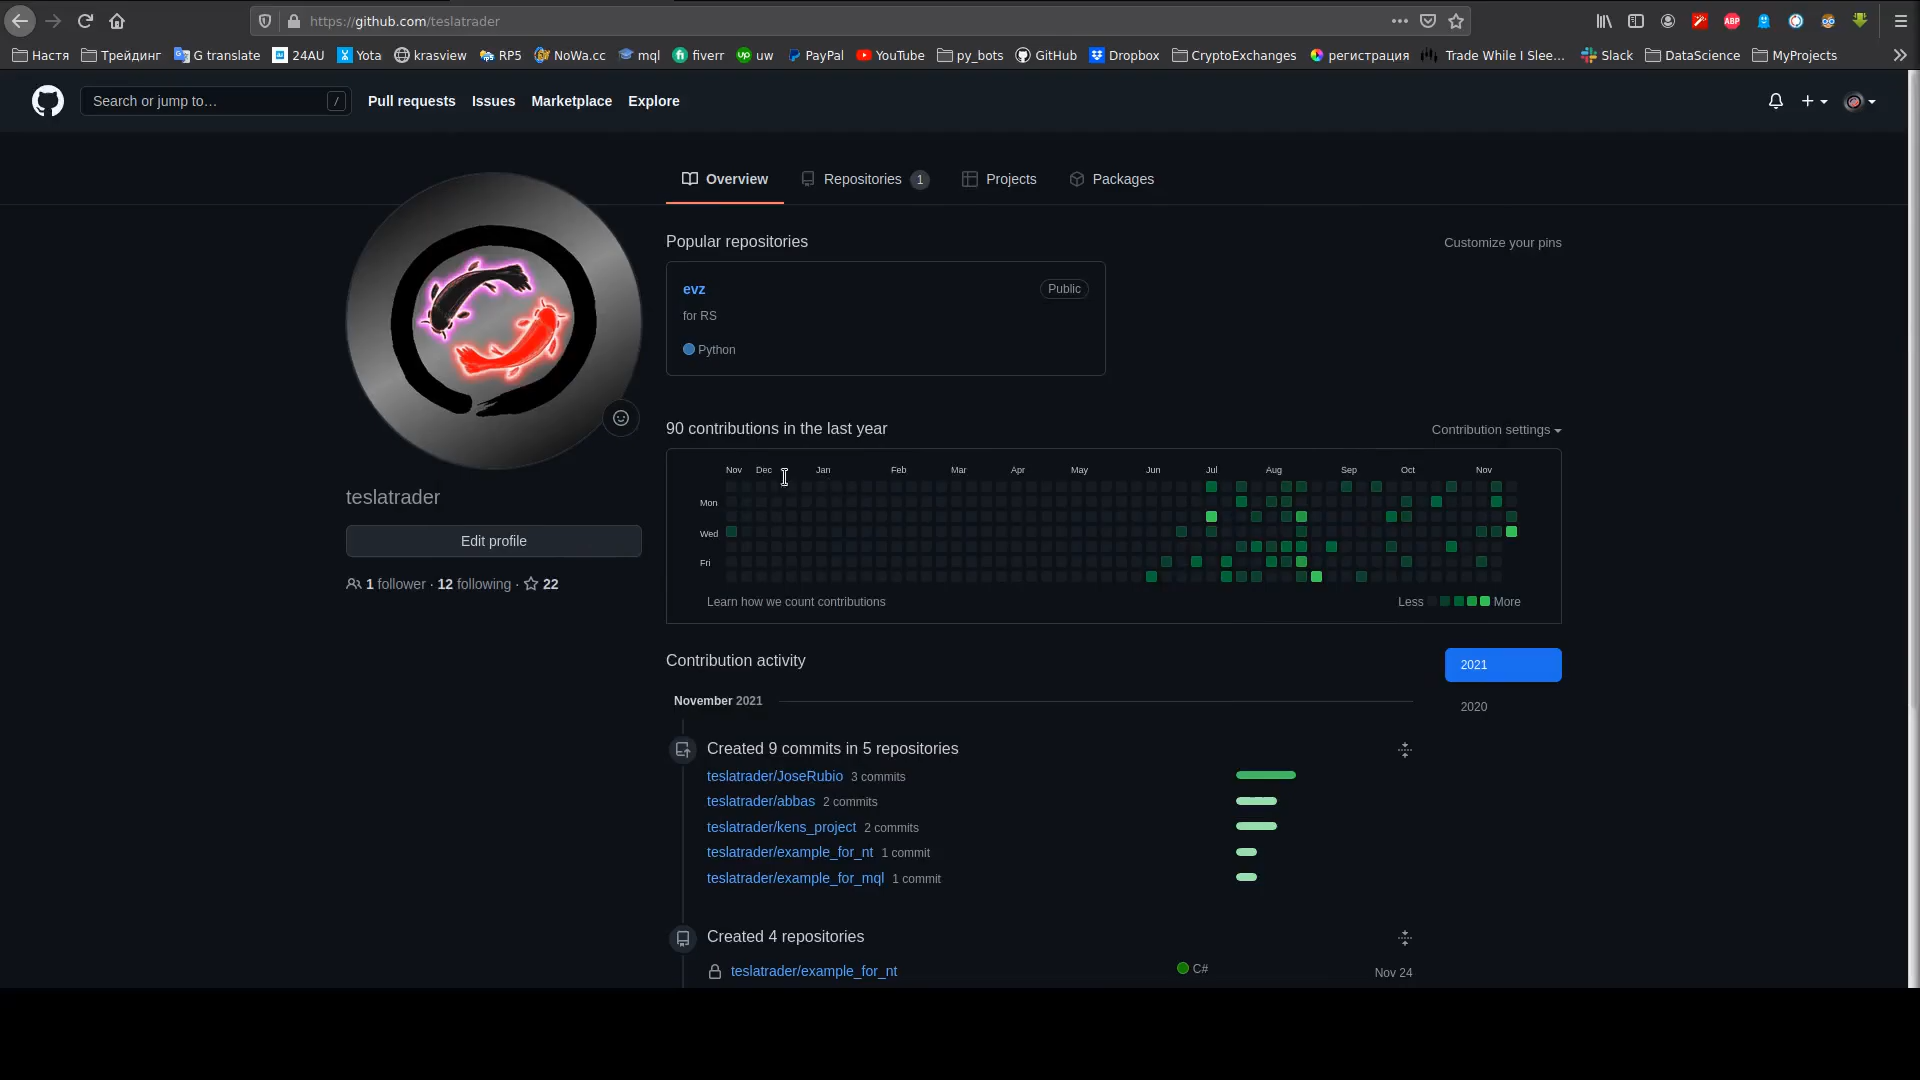 https://github.com/teslatrader
Настя Трейдинг G translate 24AU Yota krasview RP5 NoWa.cc mql fiverr uw PayPal YouTube py_bots GitHub Dropbox CryptoExchanges регистрация Trade While I Slee... Slack DataScience MyProjects
Search or jump to… / Pull requests Issues Marketplace Explore
Overview Repositories 1 Projects Packages
Popular repositories Customize your pins
evz Public
for RS
Python
90 contributions in the last year Contribution settings
Nov Dec Jan Feb Mar Apr May Jun Jul Aug Sep Oct Nov
Mon
Wed
Fri
Learn how we count contributions Less More
teslatrader
Edit profile
1 follower · 12 following · 22
Contribution activity 2021
2020
November 2021
Created 9 commits in 5 repositories
teslatrader/JoseRubio 3 commits
teslatrader/abbas 2 commits
teslatrader/kens_project 2 commits
teslatrader/example_for_nt 1 commit
teslatrader/example_for_mql 1 commit
Created 4 repositories
teslatrader/example_for_nt C# Nov 24